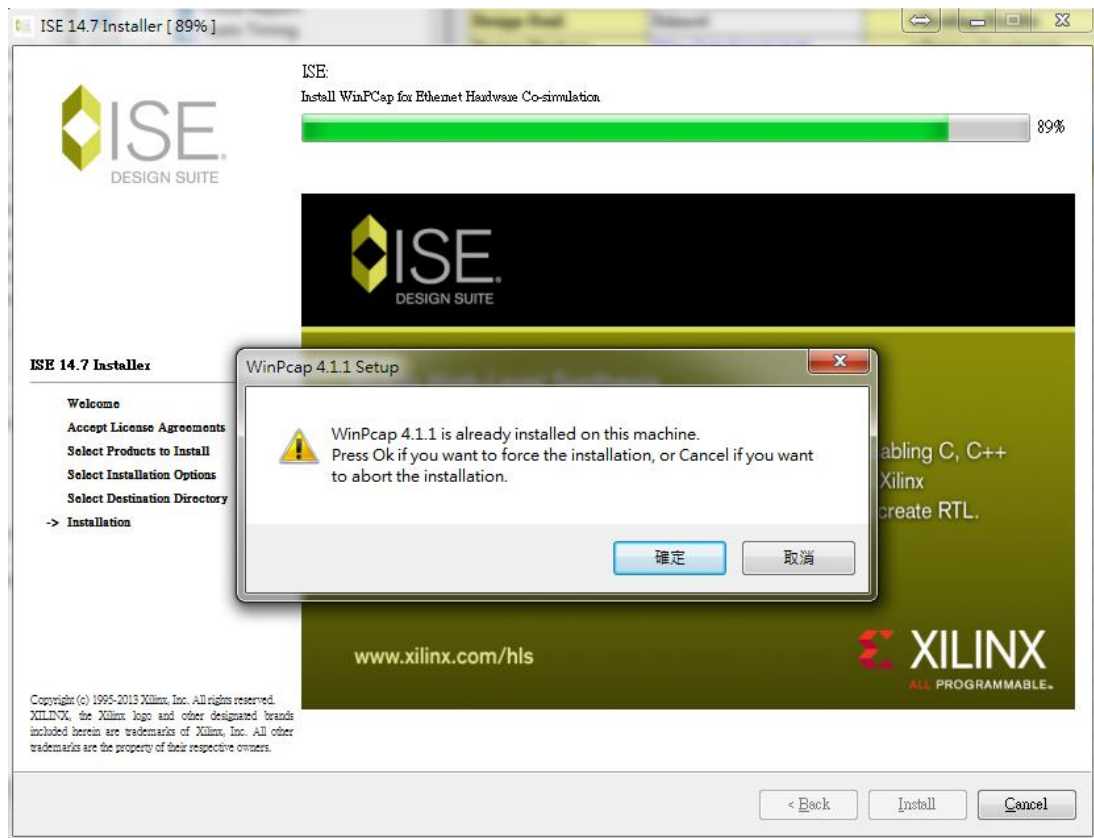 ISE 14.7 Installer [ 89% ]
ISE:
Install WinPCap for Ethernet Hardware Co-simulation
89%
ISE.
DESIGN SUITE
ISE.
DESIGN SUITE
ISE 14.7 Installer
Welcome
Accept License Agreements
Select Products to Install
Select Installation Options
Select Destination Directory
-> Installation
WinPcap 4.1.1 Setup
WinPcap 4.1.1 is already installed on this machine.
Press Ok if you want to force the installation, or Cancel if you want
to abort the installation.
確定
取消
abling C, C++
Xilinx
create RTL.
www.xilinx.com/hls
XILINX
ALL PROGRAMMABLE.
Copyright (c) 1995-2013 Xilinx, Inc. All rights reserved.
XILINX, the Xilinx logo and other designated brands
included herein are trademarks of Xilinx, Inc. All other
trademarks are the property of their respective owners.
< Back
Install
Cancel